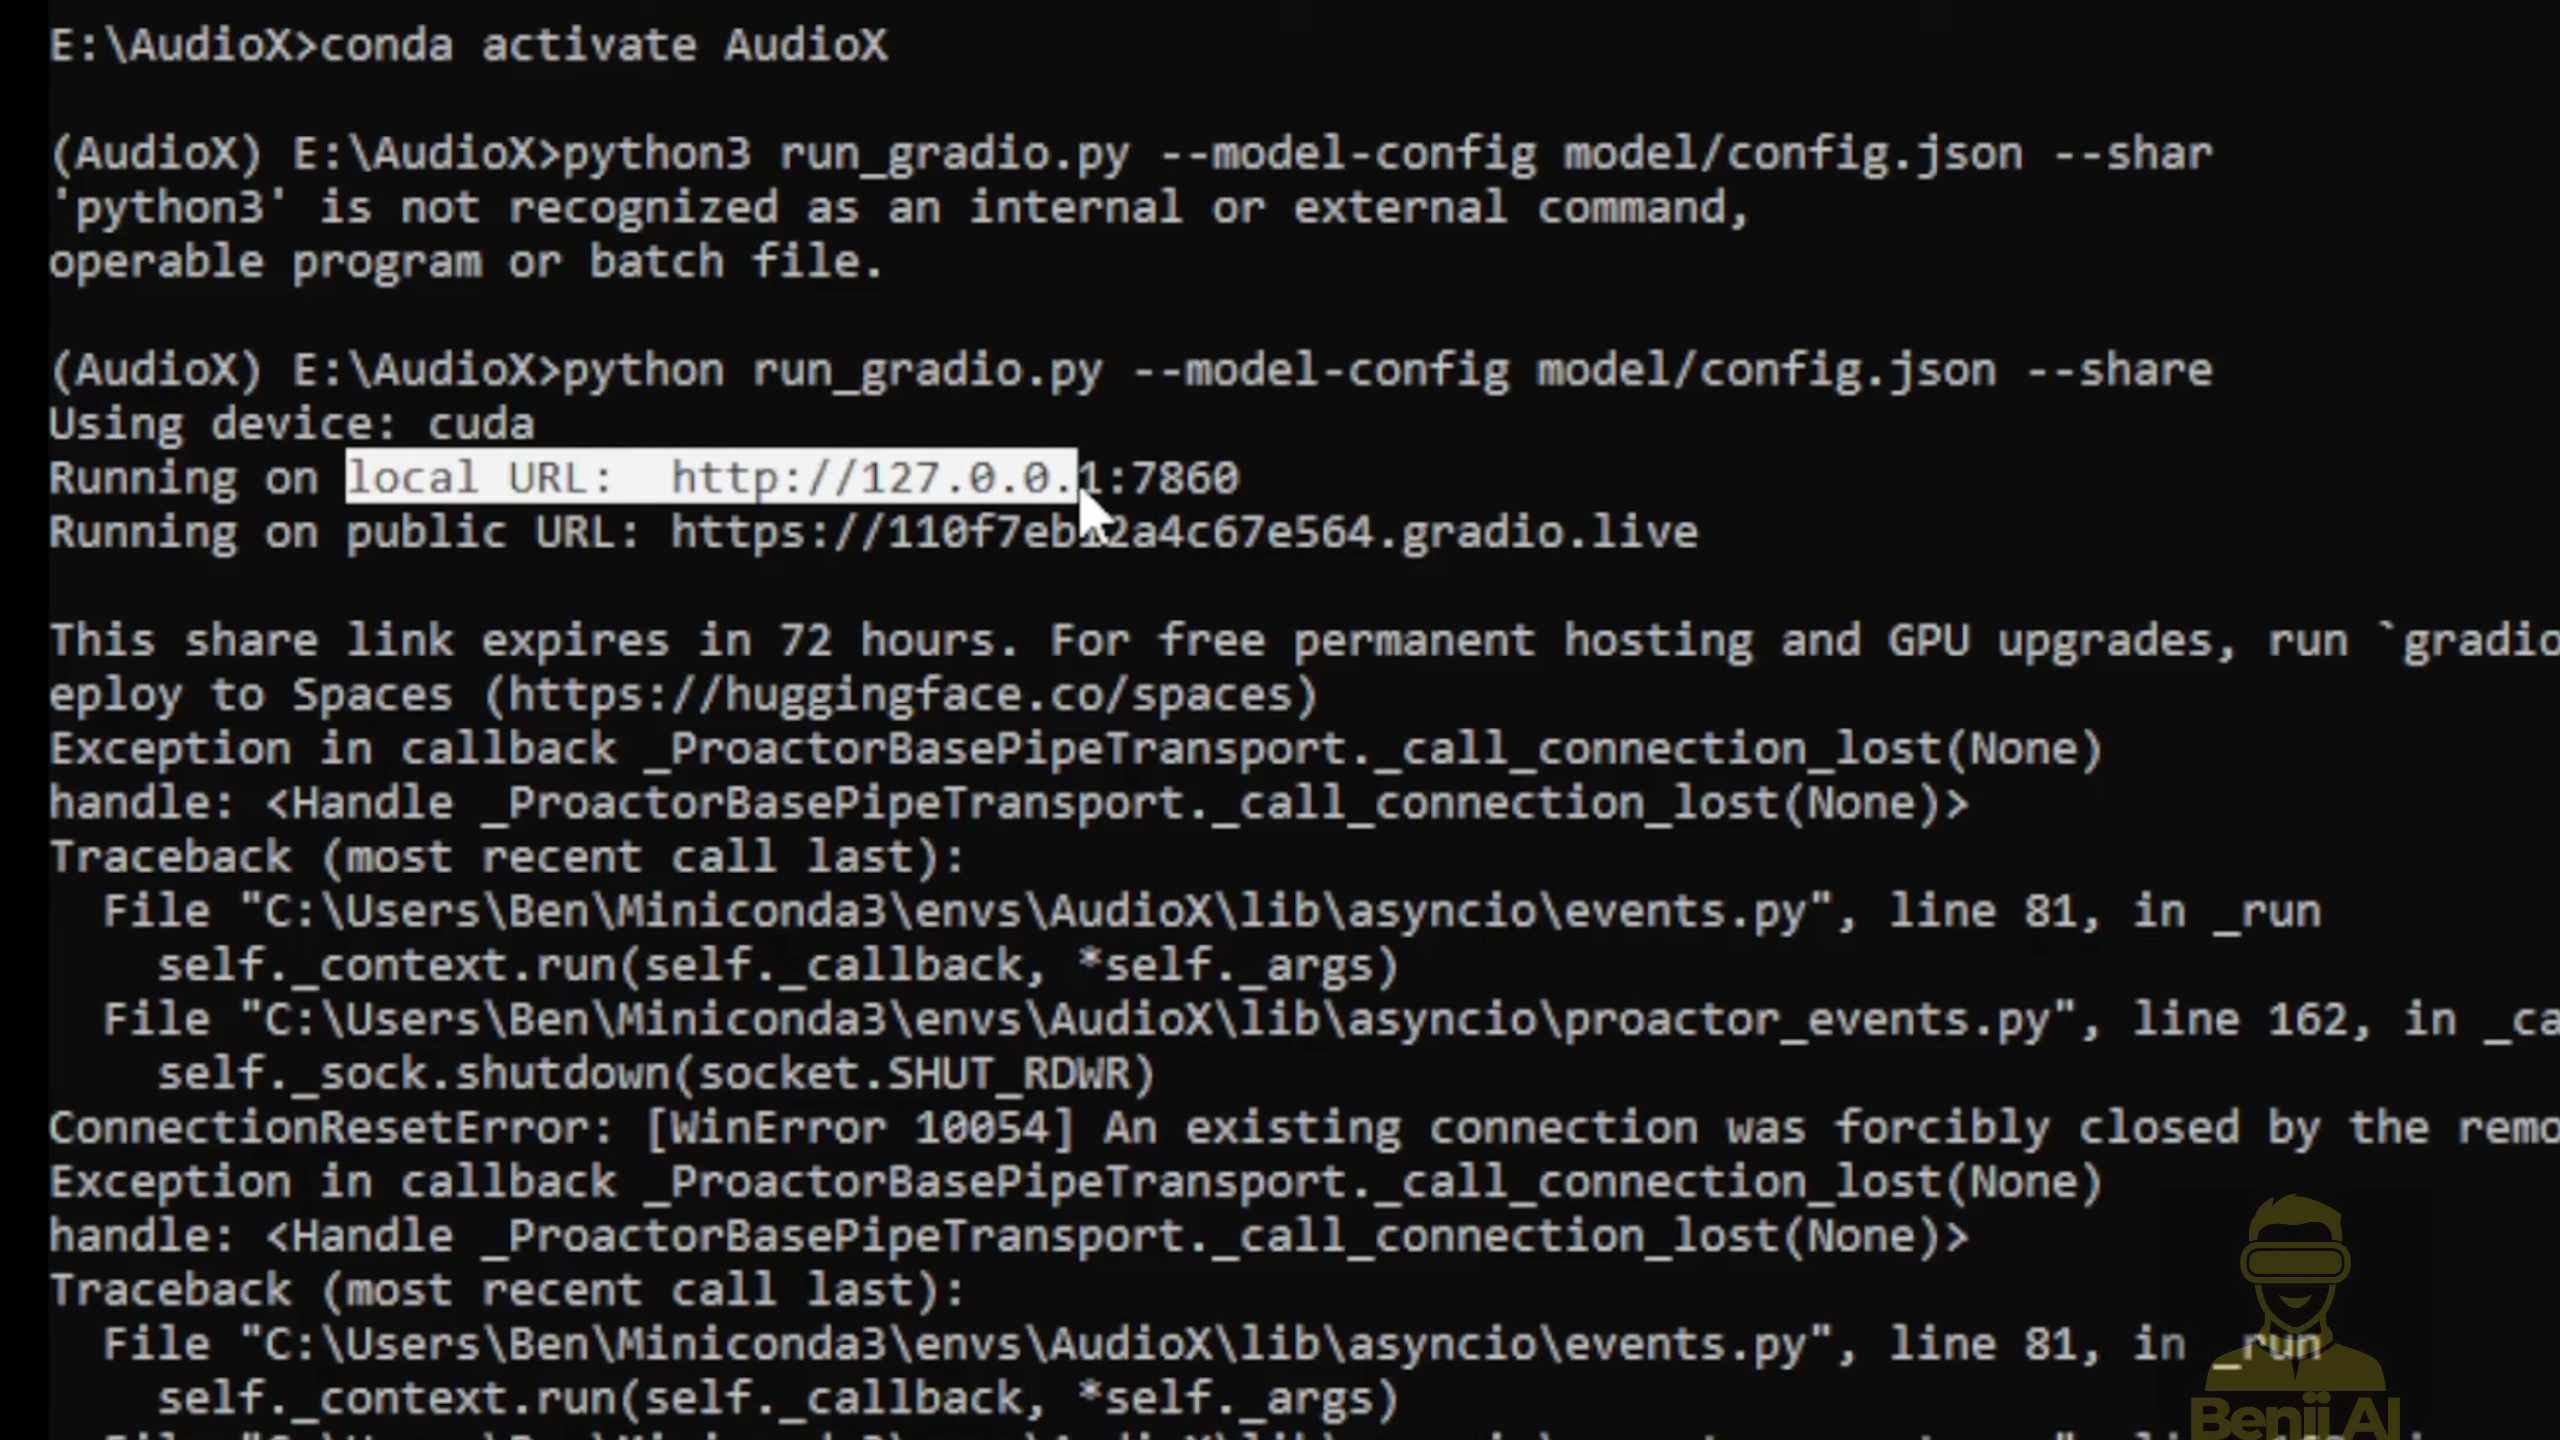 E:\AudioX>conda activate AudioX
(AudioX) E:\AudioX>python3 run_gradio.py --model-config model/config.json --shar
'python3' is not recognized as an internal or external command,
operable program or batch file.
(AudioX) E:\AudioX>python run_gradio.py --model-config model/config.json --share
Using device: cuda
Running on local URL:  http://127.0.0.1:7860
Running on public URL: https://110f7eb12a4c67e564.gradio.live
This share link expires in 72 hours. For free permanent hosting and GPU upgrades, run `gradio
eploy to Spaces (https://huggingface.co/spaces)
Exception in callback _ProactorBasePipeTransport._call_connection_lost(None)
handle: <Handle _ProactorBasePipeTransport._call_connection_lost(None)>
Traceback (most recent call last):
  File "C:\Users\Ben\Miniconda3\envs\AudioX\lib\asyncio\events.py", line 81, in _run
    self._context.run(self._callback, *self._args)
  File "C:\Users\Ben\Miniconda3\envs\AudioX\lib\asyncio\proactor_events.py", line 162, in _ca
    self._sock.shutdown(socket.SHUT_RDWR)
ConnectionResetError: [WinError 10054] An existing connection was forcibly closed by the remo
Exception in callback _ProactorBasePipeTransport._call_connection_lost(None)
handle: <Handle _ProactorBasePipeTransport._call_connection_lost(None)>
Traceback (most recent call last):
  File "C:\Users\Ben\Miniconda3\envs\AudioX\lib\asyncio\events.py", line 81, in _run
    self._context.run(self._callback, *self._args)
Benji AI